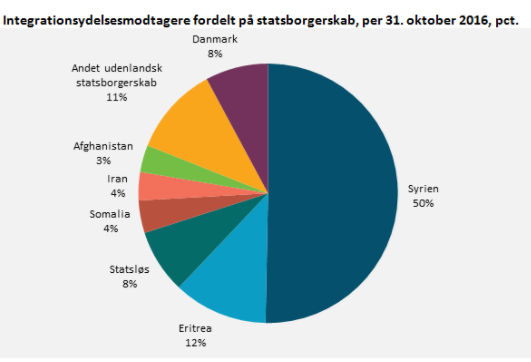 Integrationsydelsesmodtagere fordelt på statsborgerskab, per 31. oktober 2016, pct.
Danmark
8%
Andet udenlandsk
statsborgerskab
11%
Afghanistan
3%
Iran
4%
Somalia
4%
Statsløs
8%
Eritrea
12%
Syrien
50%